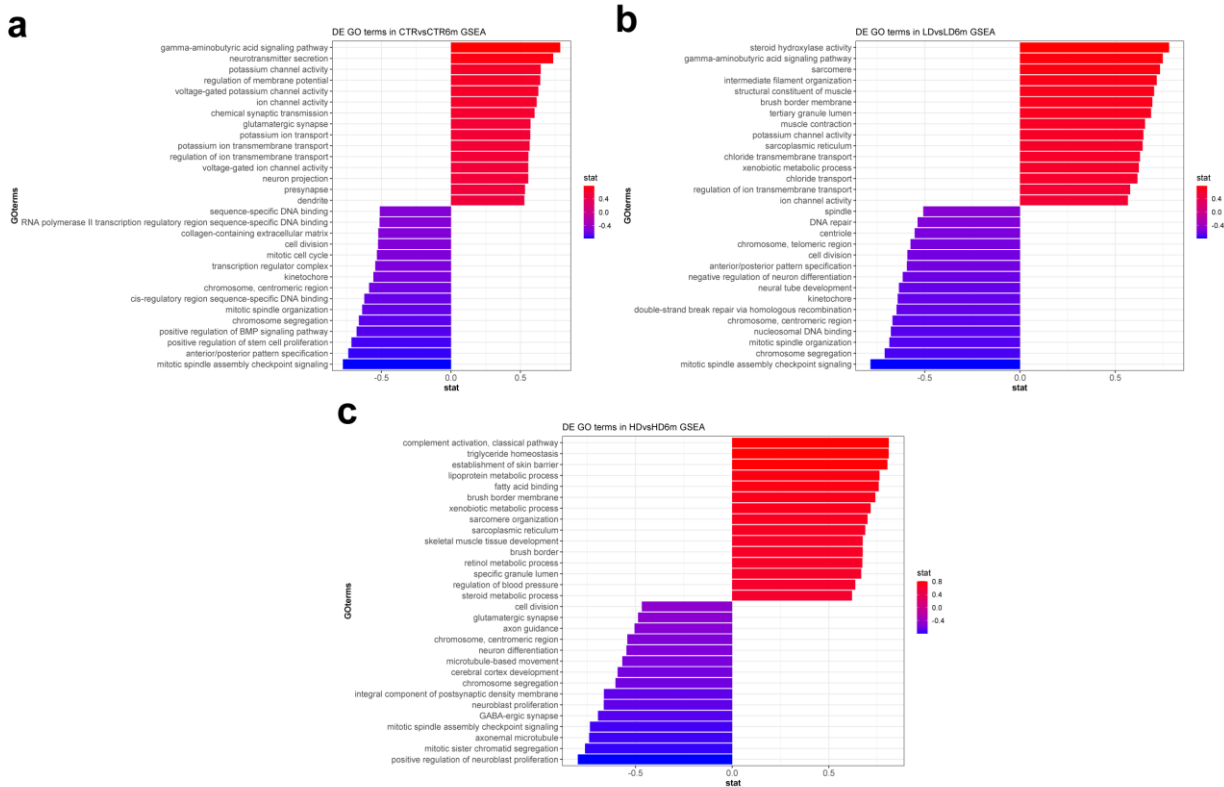 a
DE GO terms in CTRvsCTR6m GSEA
gamma-aminobutyric acid signaling pathway
neurotransmitter secretion
potassium channel activity
regulation of membrane potential
voltage-gated potassium channel activity
ion channel activity
chemical synaptic transmission
glutamatergic synapse
potassium ion transport
potassium ion transmembrane transport
regulation of ion transmembrane transport
voltage-gated ion channel activity
neuron projection
presynapse
dendrite
sequence-specific DNA binding
RNA polymerase II transcription regulatory region sequence-specific DNA binding
collagen-containing extracellular matrix
cell division
mitotic cell cycle
transcription regulator complex
kinetochore
chromosome, centromeric region
cis-regulatory region sequence-specific DNA binding
mitotic spindle organization
chromosome segregation
positive regulation of BMP signaling pathway
positive regulation of stem cell proliferation
anterior/posterior pattern specification
mitotic spindle assembly checkpoint signaling
GOterms
-0.5 0.0 0.5
stat
stat
0.4
0.0
-0.4
b
DE GO terms in LDvsLD6m GSEA
steroid hydroxylase activity
gamma-aminobutyric acid signaling pathway
sarcomere
intermediate filament organization
structural constituent of muscle
brush border membrane
tertiary granule lumen
muscle contraction
potassium channel activity
sarcoplasmic reticulum
chloride transmembrane transport
xenobiotic metabolic process
chloride transport
regulation of ion transmembrane transport
ion channel activity
spindle
DNA repair
centriole
chromosome, telomeric region
cell division
anterior/posterior pattern specification
negative regulation of neuron differentiation
neural tube development
kinetochore
double-strand break repair via homologous recombination
chromosome, centromeric region
nucleosomal DNA binding
mitotic spindle organization
chromosome segregation
mitotic spindle assembly checkpoint signaling
GOterms
-0.5 0.0 0.5
stat
stat
0.4
0.0
-0.4
c
DE GO terms in HDvsHD6m GSEA
complement activation, classical pathway
triglyceride homeostasis
establishment of skin barrier
lipoprotein metabolic process
fatty acid binding
brush border membrane
xenobiotic metabolic process
sarcomere organization
sarcoplasmic reticulum
skeletal muscle tissue development
brush border
retinol metabolic process
specific granule lumen
regulation of blood pressure
steroid metabolic process
cell division
glutamatergic synapse
axon guidance
chromosome, centromeric region
neuron differentiation
microtubule-based movement
cerebral cortex development
chromosome segregation
integral component of postsynaptic density membrane
neuroblast proliferation
GABA-ergic synapse
mitotic spindle assembly checkpoint signaling
axonemal microtubule
mitotic sister chromatid segregation
positive regulation of neuroblast proliferation
GOterms
-0.5 0.0 0.5
stat
stat
0.8
0.4
0.0
-0.4